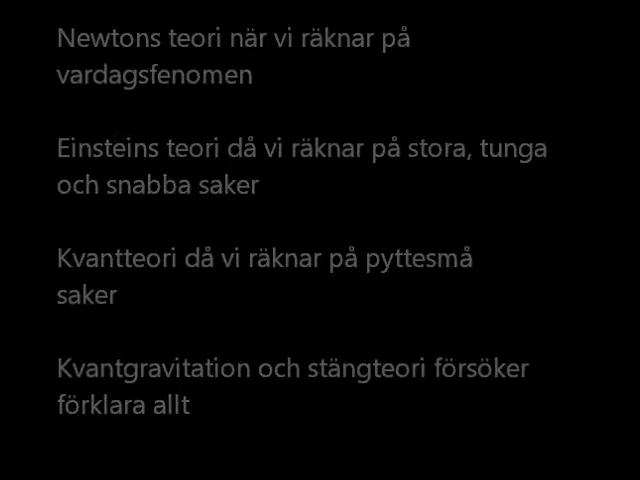 Newtons teori när vi räknar på
vardagsfenomen
Einsteins teori då vi räknar på stora, tunga
och snabba saker
Kvantteori då vi räknar på pyttesmå
saker
Kvantgravitation och stängteori försöker
förklara allt